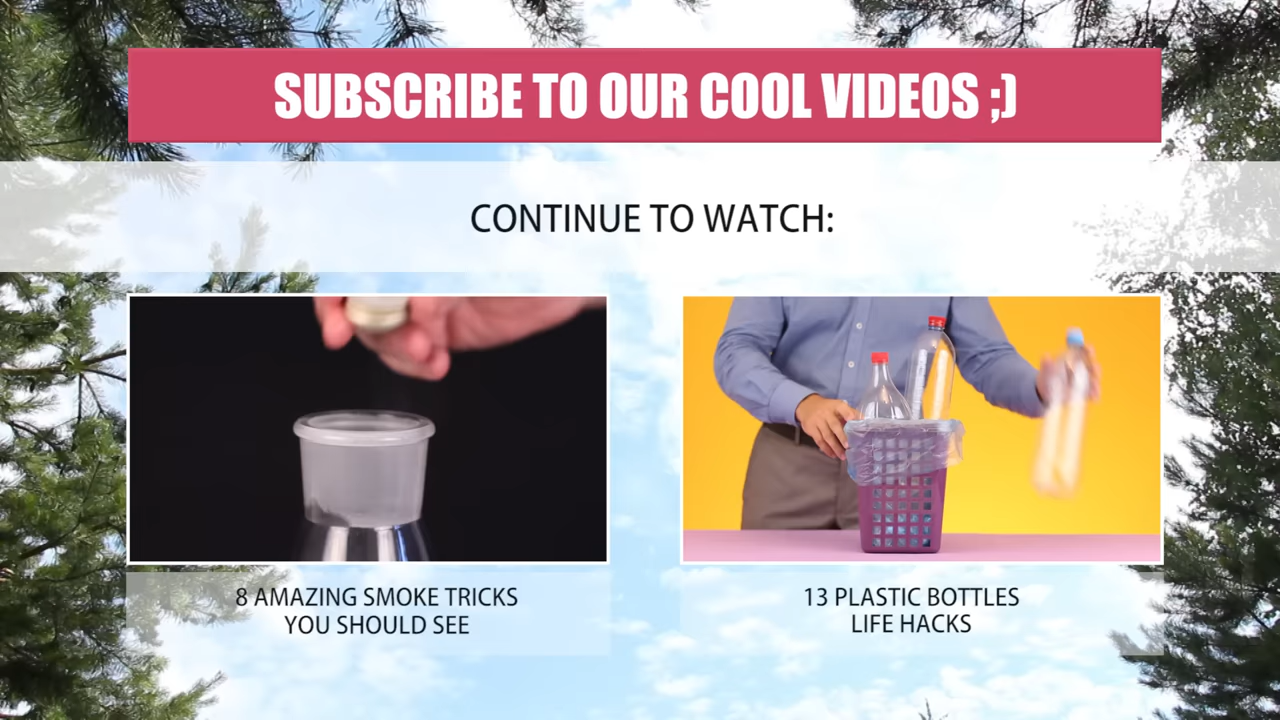 SUBSCRIBE TO OUR COOL VIDEOS ;)
CONTINUE TO WATCH:
8 AMAZING SMOKE TRICKS
YOU SHOULD SEE
13 PLASTIC BOTTLES
LIFE HACKS